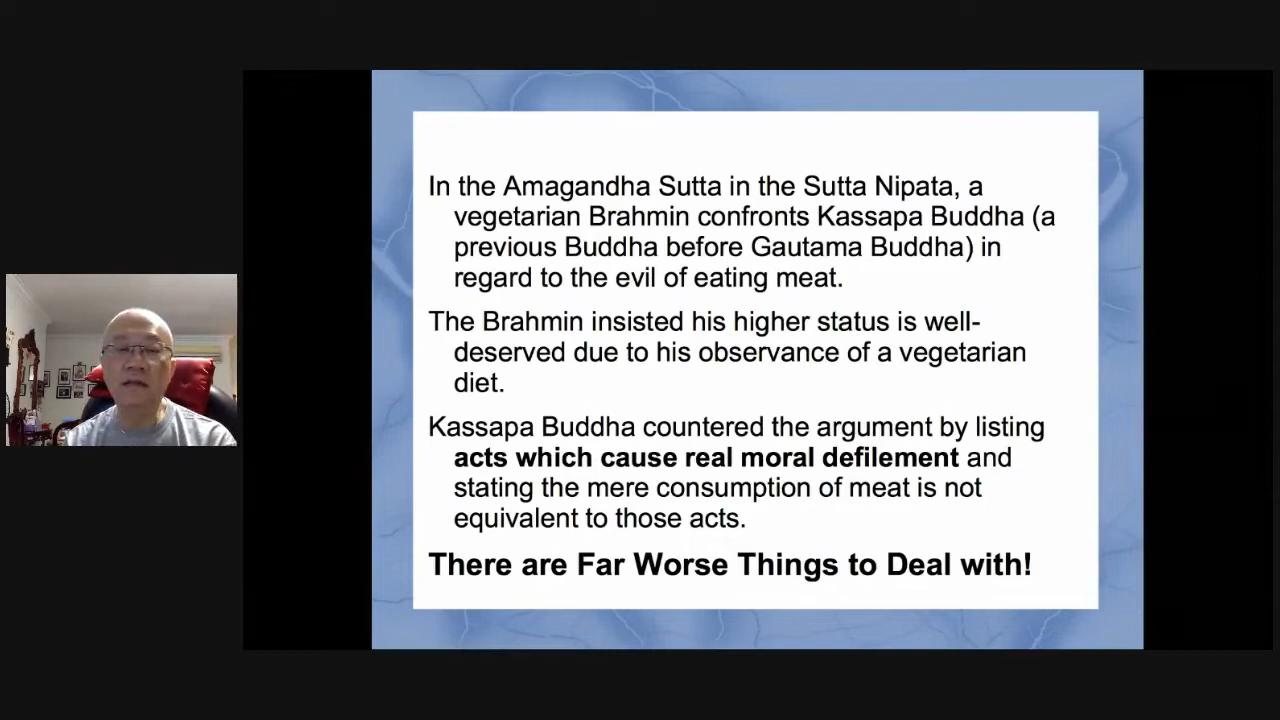 In the Amagandha Sutta in the Sutta Nipata, a
vegetarian Brahmin confronts Kassapa Buddha (a
previous Buddha before Gautama Buddha) in
regard to the evil of eating meat.
The Brahmin insisted his higher status is well-
deserved due to his observance of a vegetarian
diet.
Kassapa Buddha countered the argument by listing
acts which cause real moral defilement and
stating the mere consumption of meat is not
equivalent to those acts.
There are Far Worse Things to Deal with!